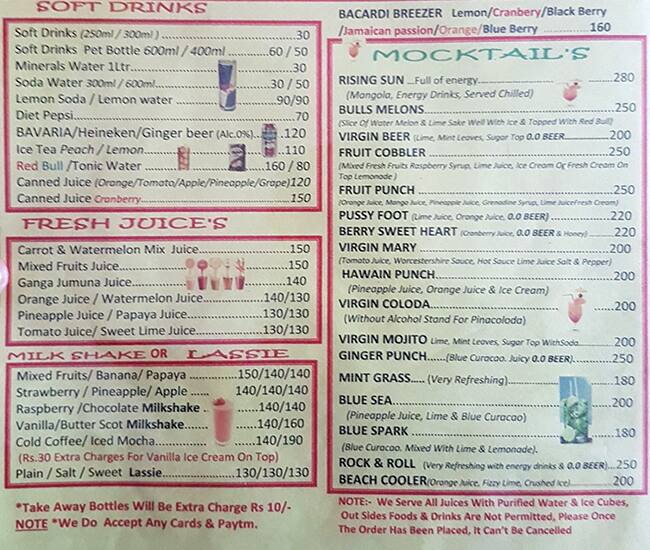 SOFT DRINKS
Soft Drinks (250ml / 300ml ) 30
Soft Drinks Pet Bottle 600ml / 400ml ...........60 / 50
Minerals Water 1Ltr. 30
Soda Water 300ml / 600ml 30 / 50
Lemon Soda / Lemon water 90/90
Diet Pepsi 70
BAVARIA/Heineken/Ginger beer (Alc.0%) .120
Ice Tea Peach / Lemon .110
Red Bull /Tonic Water 160 / 80
Canned Juice (Orange/Tomato/Apple/Pineapple/Grape)120
Canned Juice Cranberry 150
FRESH JUICE'S
Carrot & Watermelon Mix Juice .150
Mixed Fruits Juice 150
Ganga Jumuna Juice 140
Orange Juice / Watermelon Juice 140/130
Pineapple Juice / Papaya Juice 130/130
Tomato Juice/ Sweet Lime Juice 130/130
MILK SHAKE OR LASSIE
Mixed Fruits/ Banana/ Papaya 150/140/140
Strawberry / Pineapple/ Apple 140/140/140
Raspberry /Chocolate Milkshake 140/140
Vanilla/Butter Scot Milkshake 140/160
Cold Coffee/ Iced Mocha 140/190
(Rs.30 Extra Charges For Vanilla Ice Cream On Top)
Plain / Salt / Sweet Lassie 130/130/130
*Take Away Bottles Will Be Extra Charge Rs 10/-
NOTE *We Do Accept Any Cards & Paytm.
BACARDI BREEZER Lemon/Cranbery/Black Berry
/Jamaican passion/Orange/Blue Berry 160
MOCKTAIL'S
RISING SUN ...Full of energy 280
(Mangola, Energy Drinks, Served Chilled)
BULLS MELONS 250
(Slice Of Water Melon & Lime Sake Well With Ice & Topped With Red Bull)
VIRGIN BEER (Lime, Mint Leaves, Sugar Top 0.0 BEER 200
FRUIT COBBLER 250
(Mixed Fresh Fruits Raspberry Syrup, Lime Juice, Ice Cream Or Fresh Cream On
Top Lemonade )
FRUIT PUNCH 250
(Orange Juice, Mango Juice, Pineapple Juice, Grenadine Syrup, Lime JuiceFresh Cream)
PUSSY FOOT (Lime Juice, Orange Juice, 0.0 BEER) 220
BERRY SWEET HEART (Cranberry Juice, 0.0 BEER & Honey) 220
VIRGIN MARY 200
(Tomato Juice, Worcestershire Sauce, Hot Sauce Lime Juice Salt & Pepper)
HAWAIN PUNCH 200
(Pineapple Juice, Orange Juice & Ice Cream)
VIRGIN COLODA 200
(Without Alcohol Stand For Pinacoloda)
VIRGIN MOJITO Lime, Mint Leaves, Sugar Top WithSoda 200
GINGER PUNCH.....(Blue Curacao. Juicy 0.0 BEER) 250
MINT GRASS..... (Very Refreshing) 180
BLUE SEA 200
(Pineapple Juice, Lime & Blue Curacao)
BLUE SPARK 180
(Blue Curacao. Mixed With Lime & Lemonade).
ROCK & ROLL (Very Refreshing with energy drinks & 0.0 BEER)...250
BEACH COOLER(Orange Juice, Fizzy Lime, Crushed Ice) 200
NOTE:- We Serve All Juices With Purified Water & Ice Cubes,
Out Sides Foods & Drinks Are Not Permitted, Please Once
The Order Has Been Placed, It Can't Be Cancelled